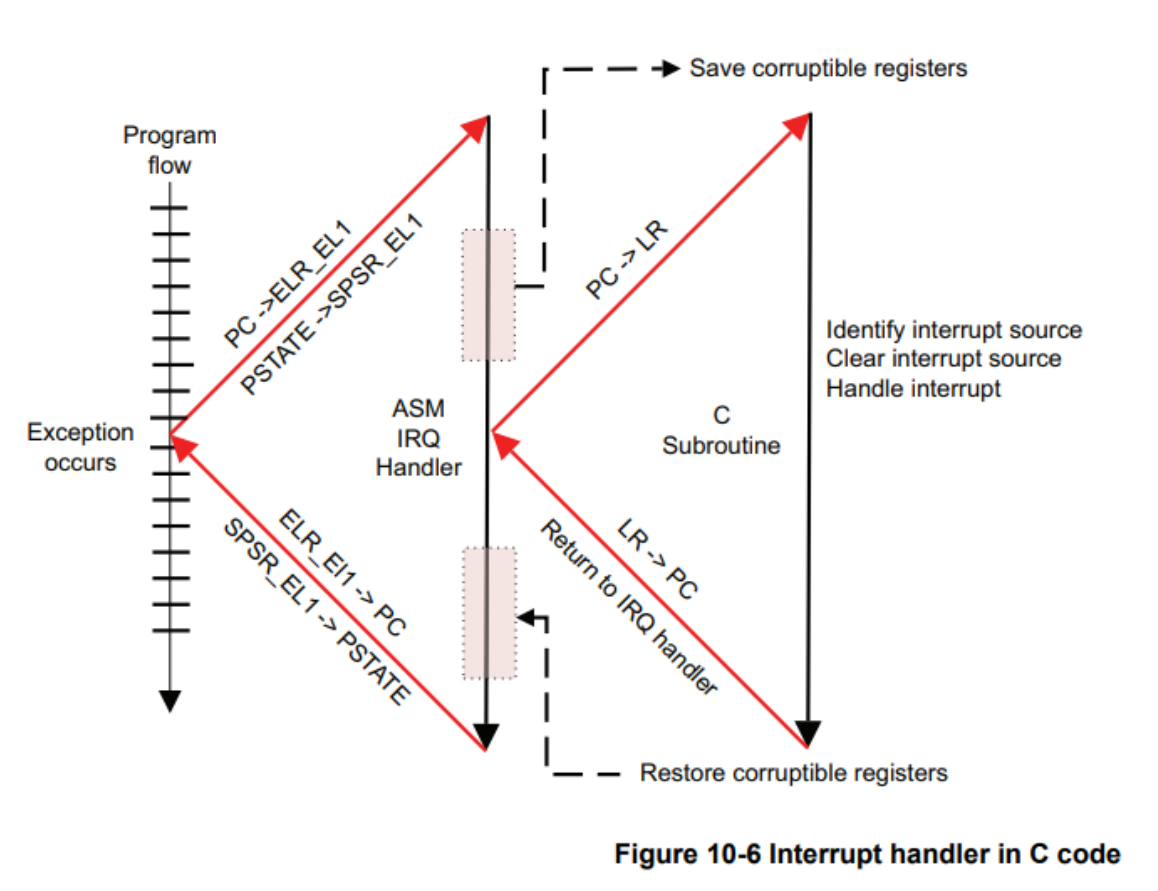 Save corruptible registers
Program
flow
PC ->ELR_EL1
PSTATE ->SPSR_EL1
PC -> LR
Identify interrupt source
Clear interrupt source
Handle interrupt
Exception
occurs
ASM
IRQ
Handler
C
Subroutine
ELR_El1 -> PC
SPSR_EL1 -> PSTATE
LR -> PC
Return to IRQ handler
Restore corruptible registers
Figure 10-6 Interrupt handler in C code